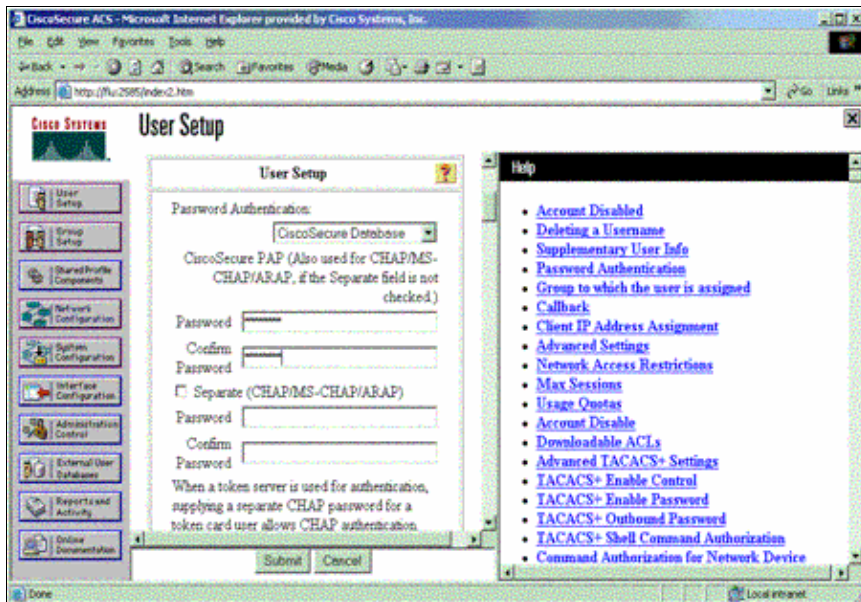 CiscoSecure ACS - Microsoft Internet Explorer provided by Cisco Systems, Inc.
File Edit View Favorites Tools Help
Back Search Favorites Media
Address http://flu:2585/index2.htm Go Links
CISCO SYSTEMS
User Setup
User Setup
Group Setup
Shared Profile Components
Network Configuration
System Configuration
Interface Configuration
Administration Control
External User Databases
Reports and Activity
Online Documentation
User Setup
Password Authentication:
CiscoSecure Database
CiscoSecure PAP (Also used for CHAP/MS-
CHAP/ARAP, if the Separate field is not
checked.)
Password
Confirm
Password
Separate (CHAP/MS-CHAP/ARAP)
Password
Confirm
Password
When a token server is used for authentication,
supplying a separate CHAP password for a
token card user allows CHAP authentication.
Submit Cancel
Help
Account Disabled
Deleting a Username
Supplementary User Info
Password Authentication
Group to which the user is assigned
Callback
Client IP Address Assignment
Advanced Settings
Network Access Restrictions
Max Sessions
Usage Quotas
Account Disable
Downloadable ACLs
Advanced TACACS+ Settings
TACACS+ Enable Control
TACACS+ Enable Password
TACACS+ Outbound Password
TACACS+ Shell Command Authorization
Command Authorization for Network Device
Done Local intranet